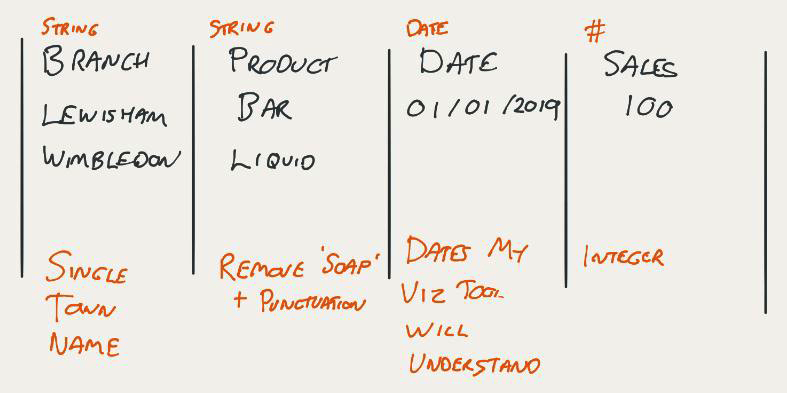 STRING STRING DATE #
BRANCH PRODUCT DATE SALES
LEWISHAM BAR 01/01/2019 100
WIMBLEDON LIQUID
SINGLE REMOVE 'SOAP' DATES MY INTEGER
TOWN + PUNCTUATION VIZ TOOL
NAME WILL
UNDERSTAND